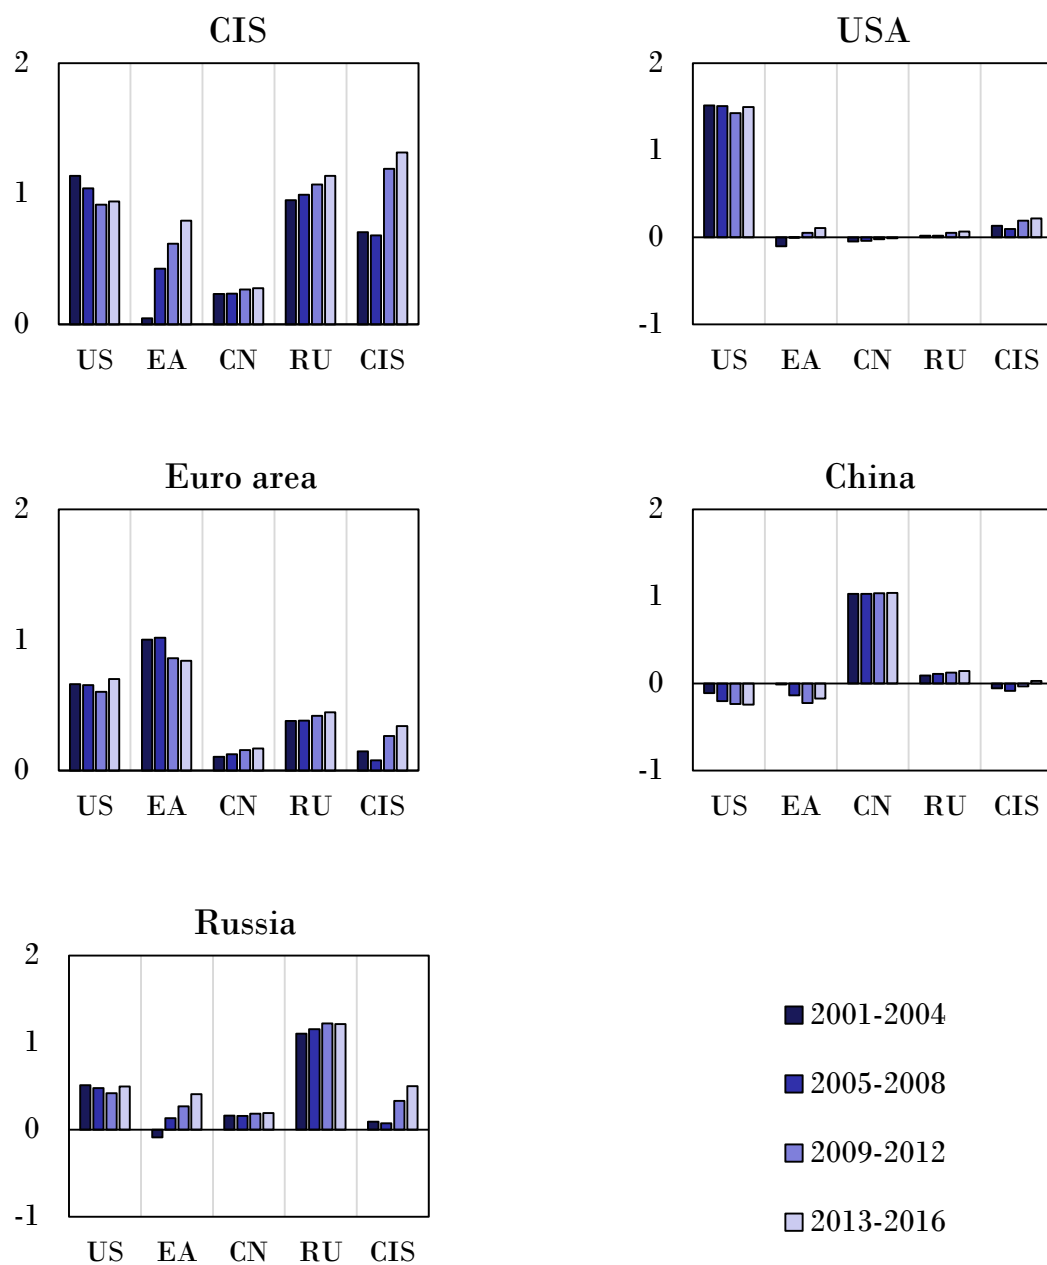 CIS
2
1
0
US EA CN RU CIS
USA
2
1
0
-1
US EA CN RU CIS
Euro area
2
1
0
US EA CN RU CIS
China
2
1
0
-1
US EA CN RU CIS
Russia
2
1
0
-1
US EA CN RU CIS
2001-2004
2005-2008
2009-2012
2013-2016